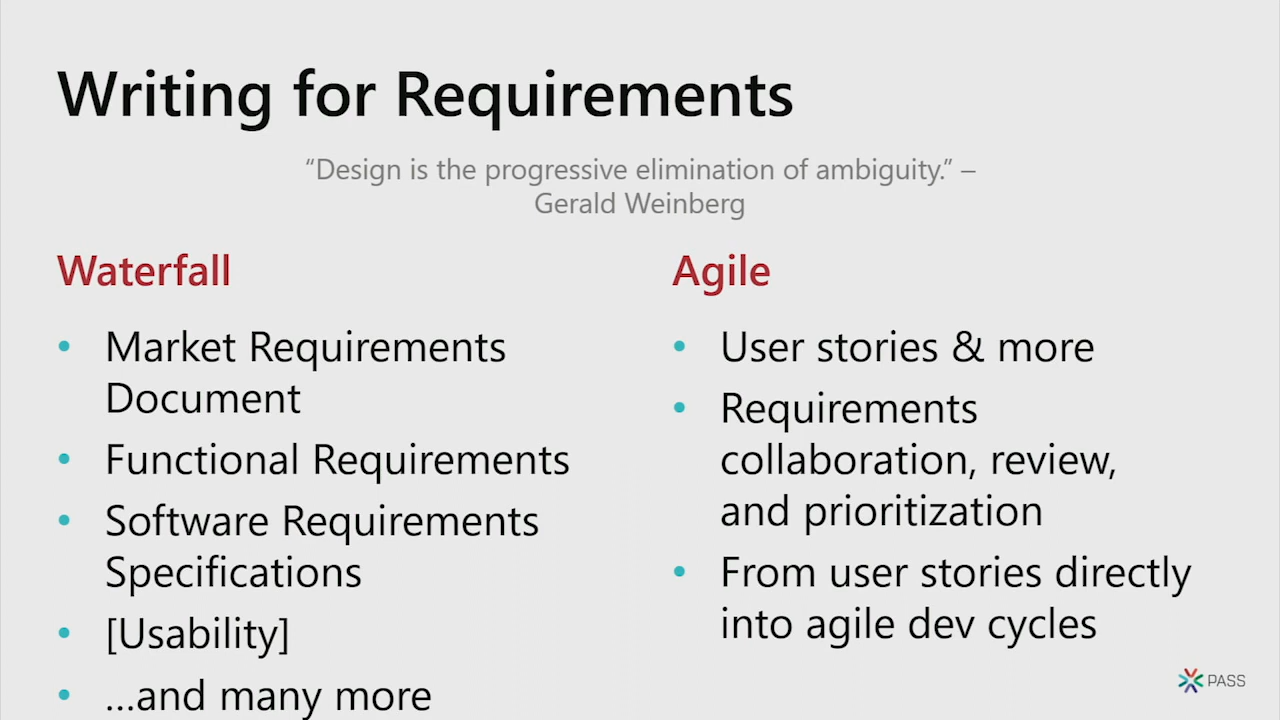 Writing for Requirements
“Design is the progressive elimination of ambiguity.” –
Gerald Weinberg
Waterfall
• Market Requirements
Document
• Functional Requirements
• Software Requirements
Specifications
• [Usability]
• …and many more
Agile
• User stories & more
• Requirements
collaboration, review,
and prioritization
• From user stories directly
into agile dev cycles
PASS